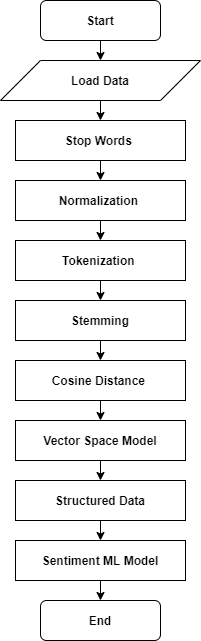 Start
Load Data
Stop Words
Normalization
Tokenization
Stemming
Cosine Distance
Vector Space Model
Structured Data
Sentiment ML Model
End